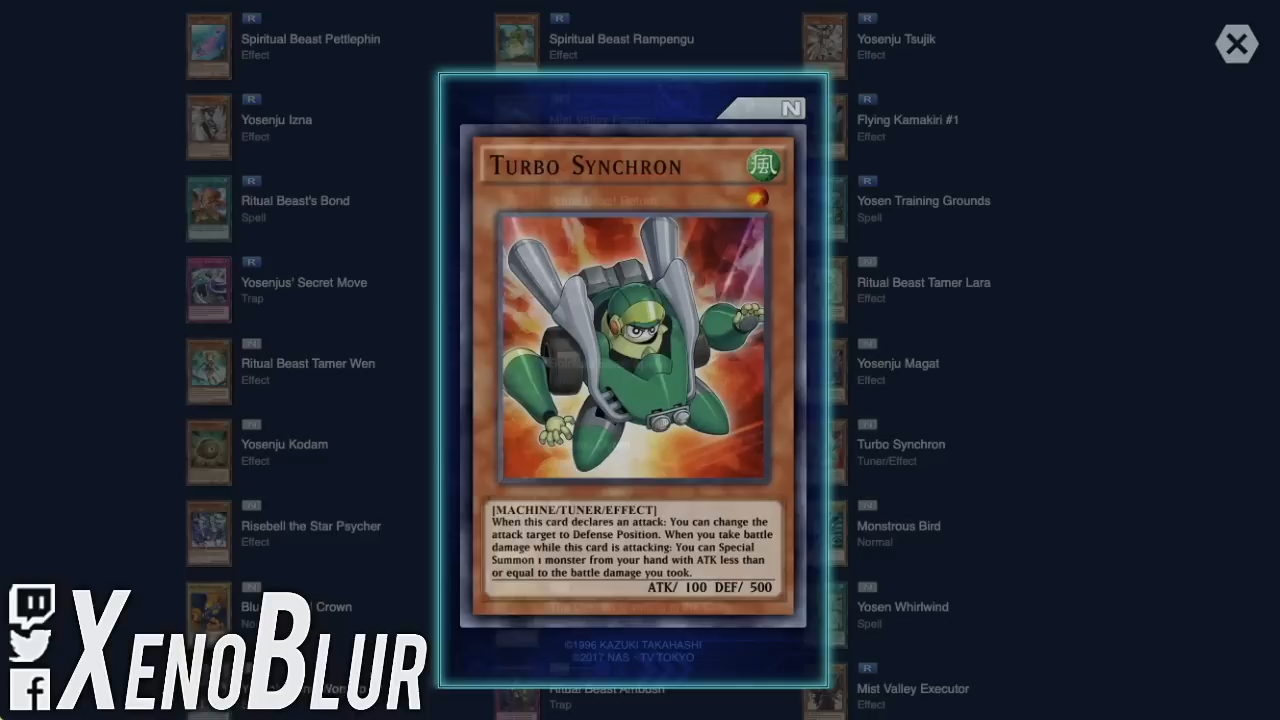 R
Spiritual Beast Pettlephin
Effect
R
Spiritual Beast Rampengu
Effect
R
Yosenju Tsujik
Effect
R
Yosenju Izna
Effect
R
Flying Kamakiri #1
Effect
R
Ritual Beast's Bond
Spell
R
Yosen Training Grounds
Spell
R
Yosenjus' Secret Move
Trap
N
Ritual Beast Tamer Lara
Effect
N
Ritual Beast Tamer Wen
Effect
N
Yosenju Magat
Effect
N
Yosenju Kodam
Effect
N
Turbo Synchron
Tuner/Effect
N
Risebell the Star Psycher
Effect
N
Monstrous Bird
Normal
N
Crown
N
Yosen Whirlwind
Spell
Ritual Beast Ambush
Trap
R
Mist Valley Executor
Effect
N
TURBO SYNCHRON
風
[MACHINE/TUNER/EFFECT]
When this card declares an attack: You can change the
attack target to Defense Position. When you take battle
damage while this card is attacking: You can Special
Summon 1 monster from your hand with ATK less than
or equal to the battle damage you took.
ATK/ 100 DEF/ 500
©1996 KAZUKI TAKAHASHI
©2017 NAS・TV TOKYO
XENOBLUR